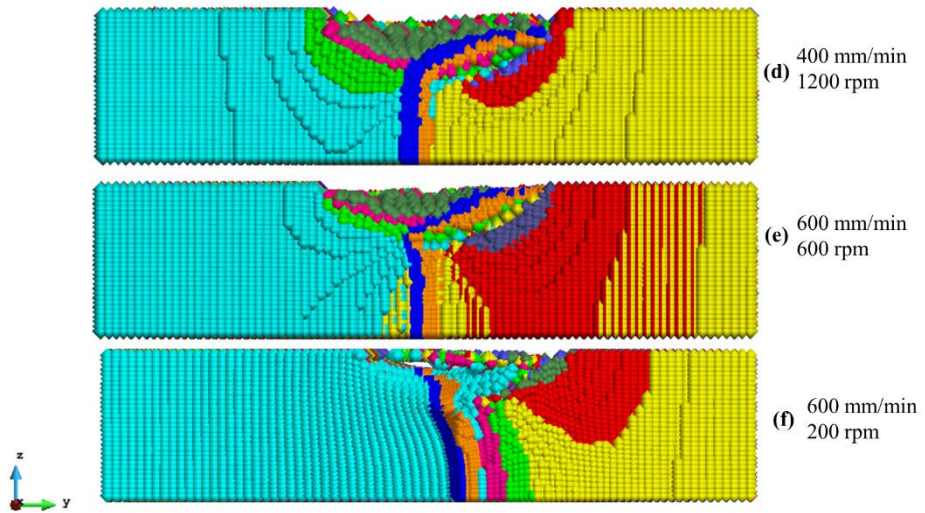 (d) 400 mm/min
1200 rpm
(e) 600 mm/min
600 rpm
(f) 600 mm/min
200 rpm
z
x
y